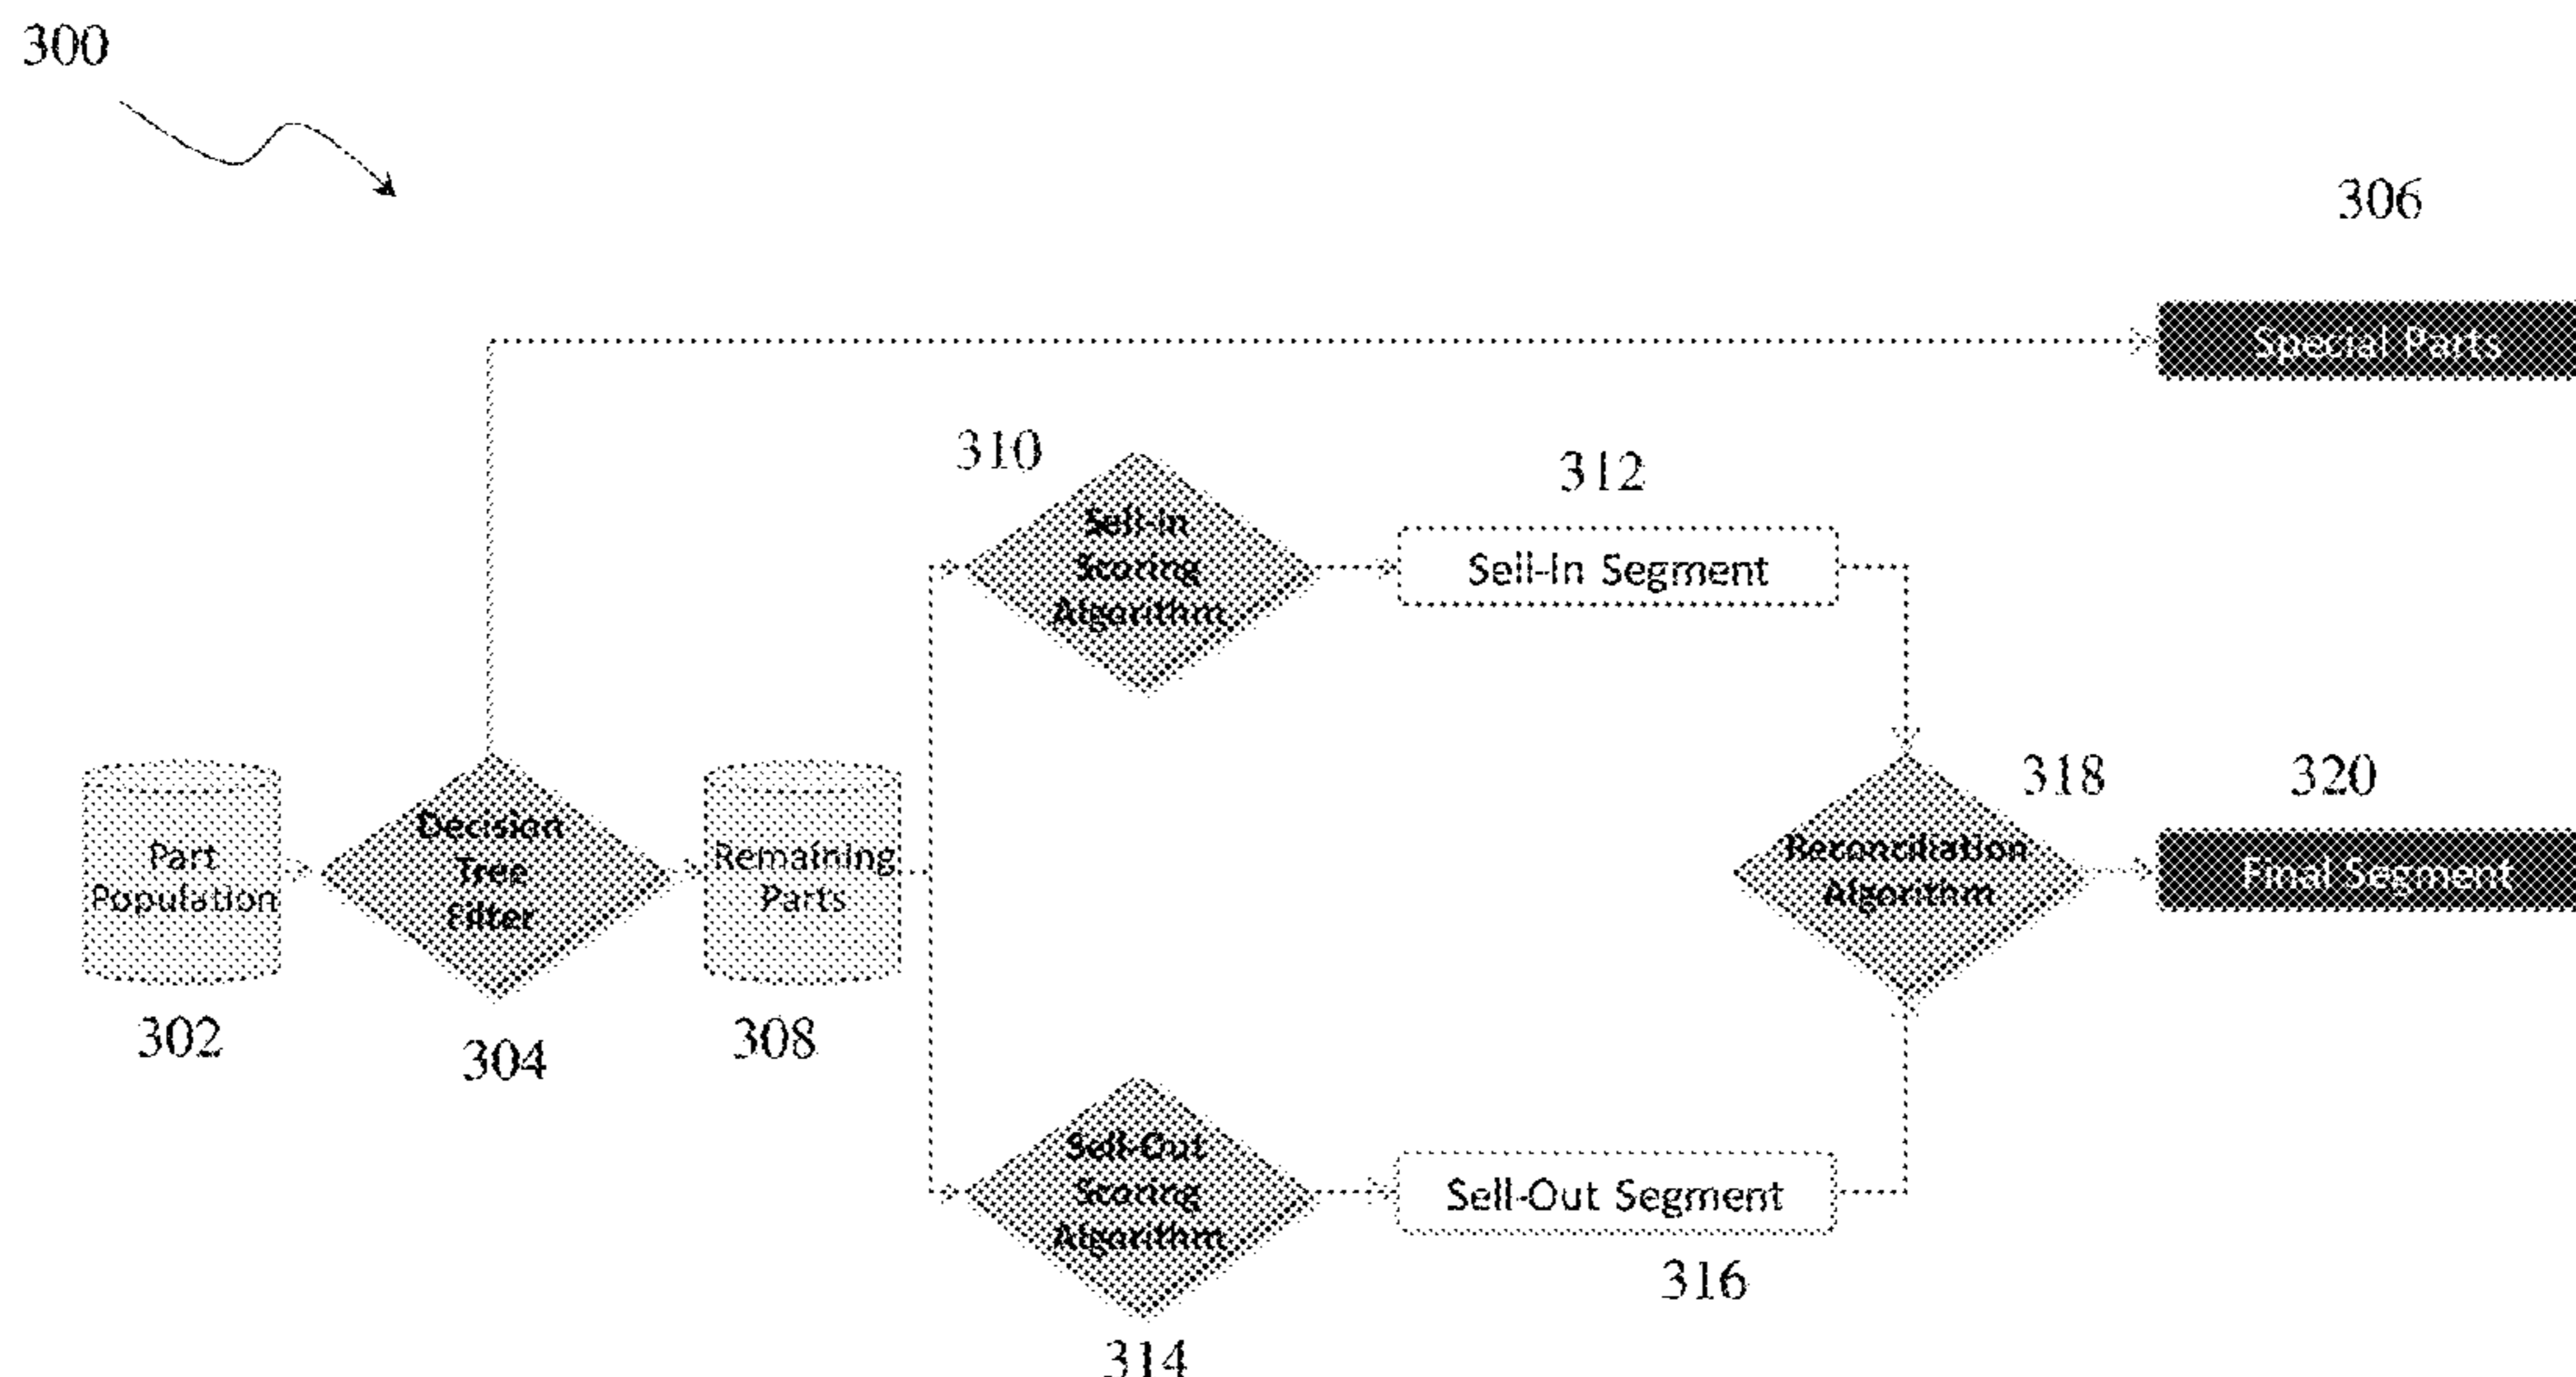 300
306
Special Parts
310
Sell-In
Scoring
Algorithm
312
Sell-In Segment
Part
Population
302
Decision
Tree
Filter
304
Remaining
Parts
308
318
Reconciliation
Algorithm
320
Final Segment
Sell-Out
Scoring
Algorithm
314
Sell-Out Segment
316